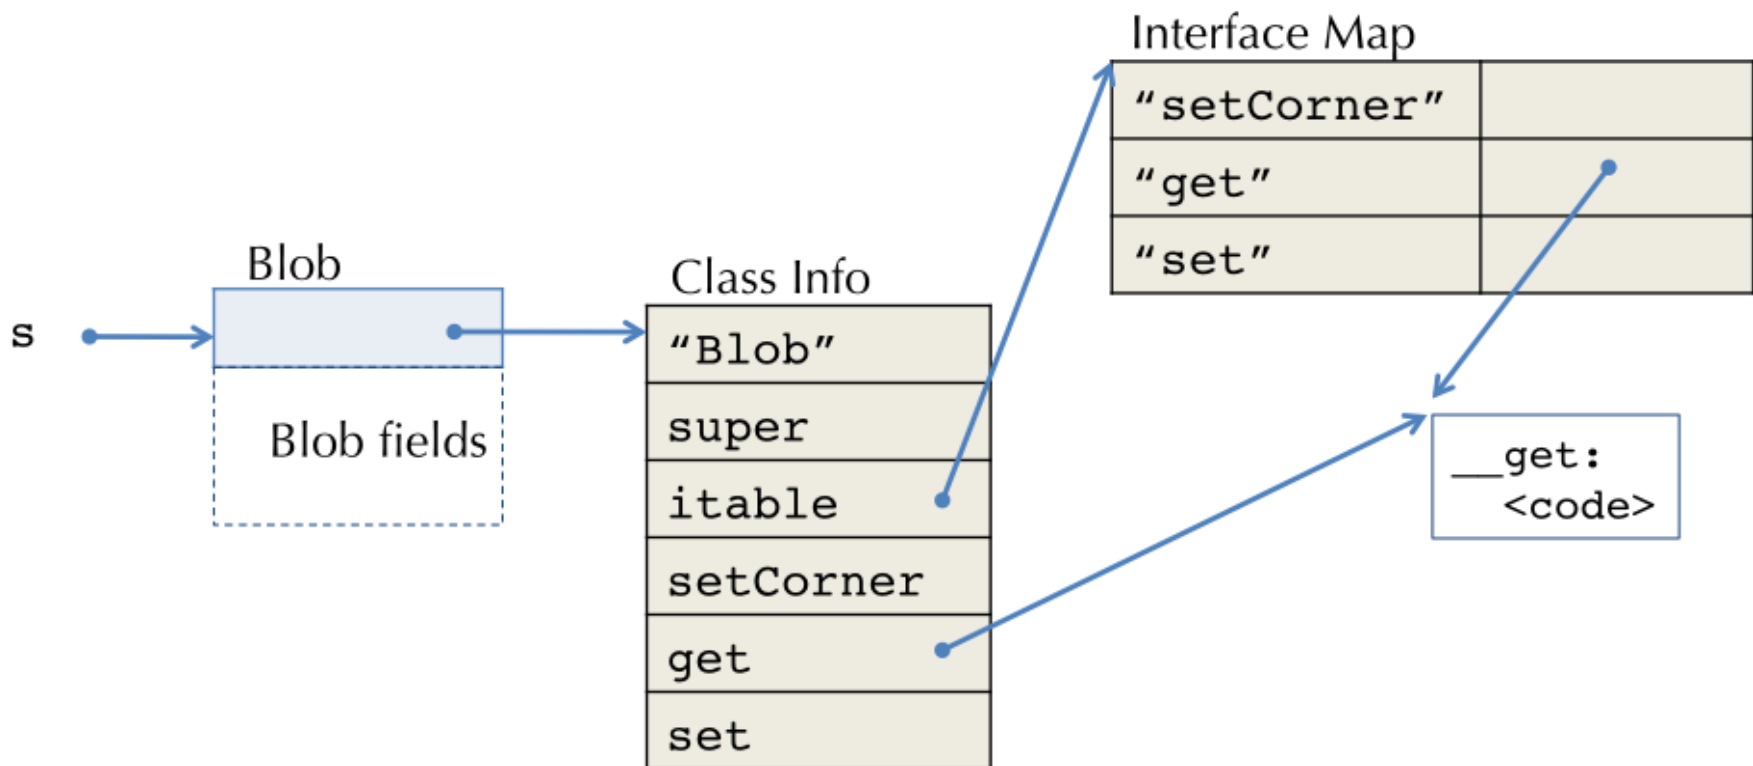 Interface Map
“setCorner”
“get”
“set”
Blob
s
Blob fields
Class Info
“Blob”
super
itable
setCorner
get
set
__get:
<code>